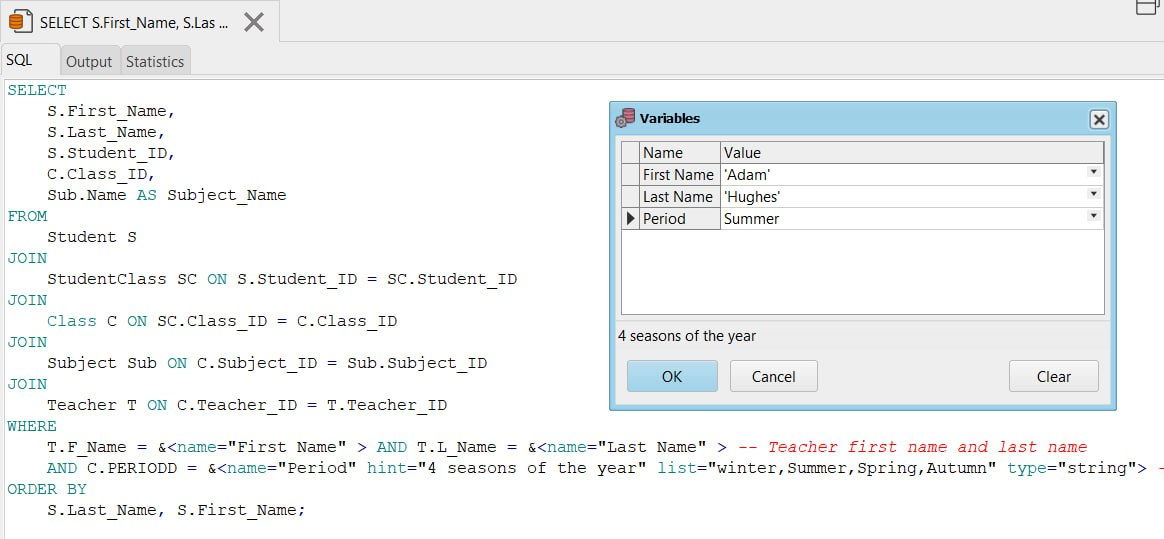 SELECT S.First_Name, S.Las ...
SQL Output Statistics
SELECT
S.First_Name,
S.Last_Name,
S.Student_ID,
C.Class_ID,
Sub.Name AS Subject_Name
FROM
Student S
JOIN
StudentClass SC ON S.Student_ID = SC.Student_ID
JOIN
Class C ON SC.Class_ID = C.Class_ID
JOIN
Subject Sub ON C.Subject_ID = Sub.Subject_ID
JOIN
Teacher T ON C.Teacher_ID = T.Teacher_ID
WHERE
T.F_Name = &<name="First Name" > AND T.L_Name = &<name="Last Name" > -- Teacher first name and last name
AND C.PERIODD = &<name="Period" hint="4 seasons of the year" list="winter,Summer,Spring,Autumn" type="string"> -
ORDER BY
S.Last_Name, S.First_Name;
Variables
Name Value
First Name 'Adam'
Last Name 'Hughes'
Period Summer
4 seasons of the year
OK Cancel Clear